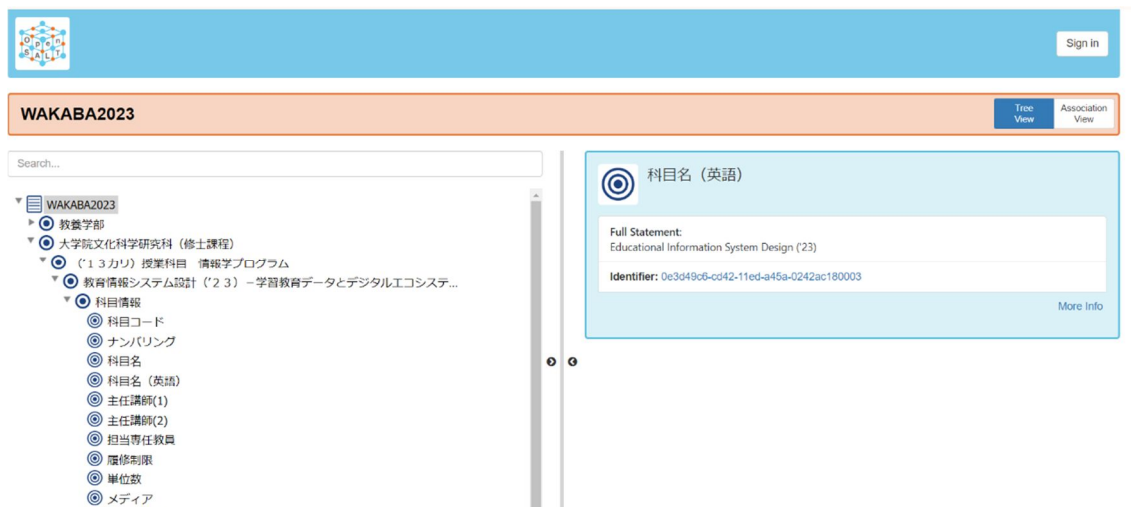 Open
SALT
Sign in
WAKABA2023
Tree View
Association View
Search...
WAKABA2023
教養学部
大学院文化科学研究科（修士課程）
（'１３カリ）授業科目　情報学プログラム
教育情報システム設計（'２３）－学習教育データとデジタルエコシステ...
科目情報
科目コード
ナンバリング
科目名
科目名（英語）
主任講師(1)
主任講師(2)
担当専任教員
履修制限
単位数
メディア
科目名（英語）
Full Statement:
Educational Information System Design ('23)
Identifier: 0e3d49c6-cd42-11ed-a45a-0242ac180003
More Info